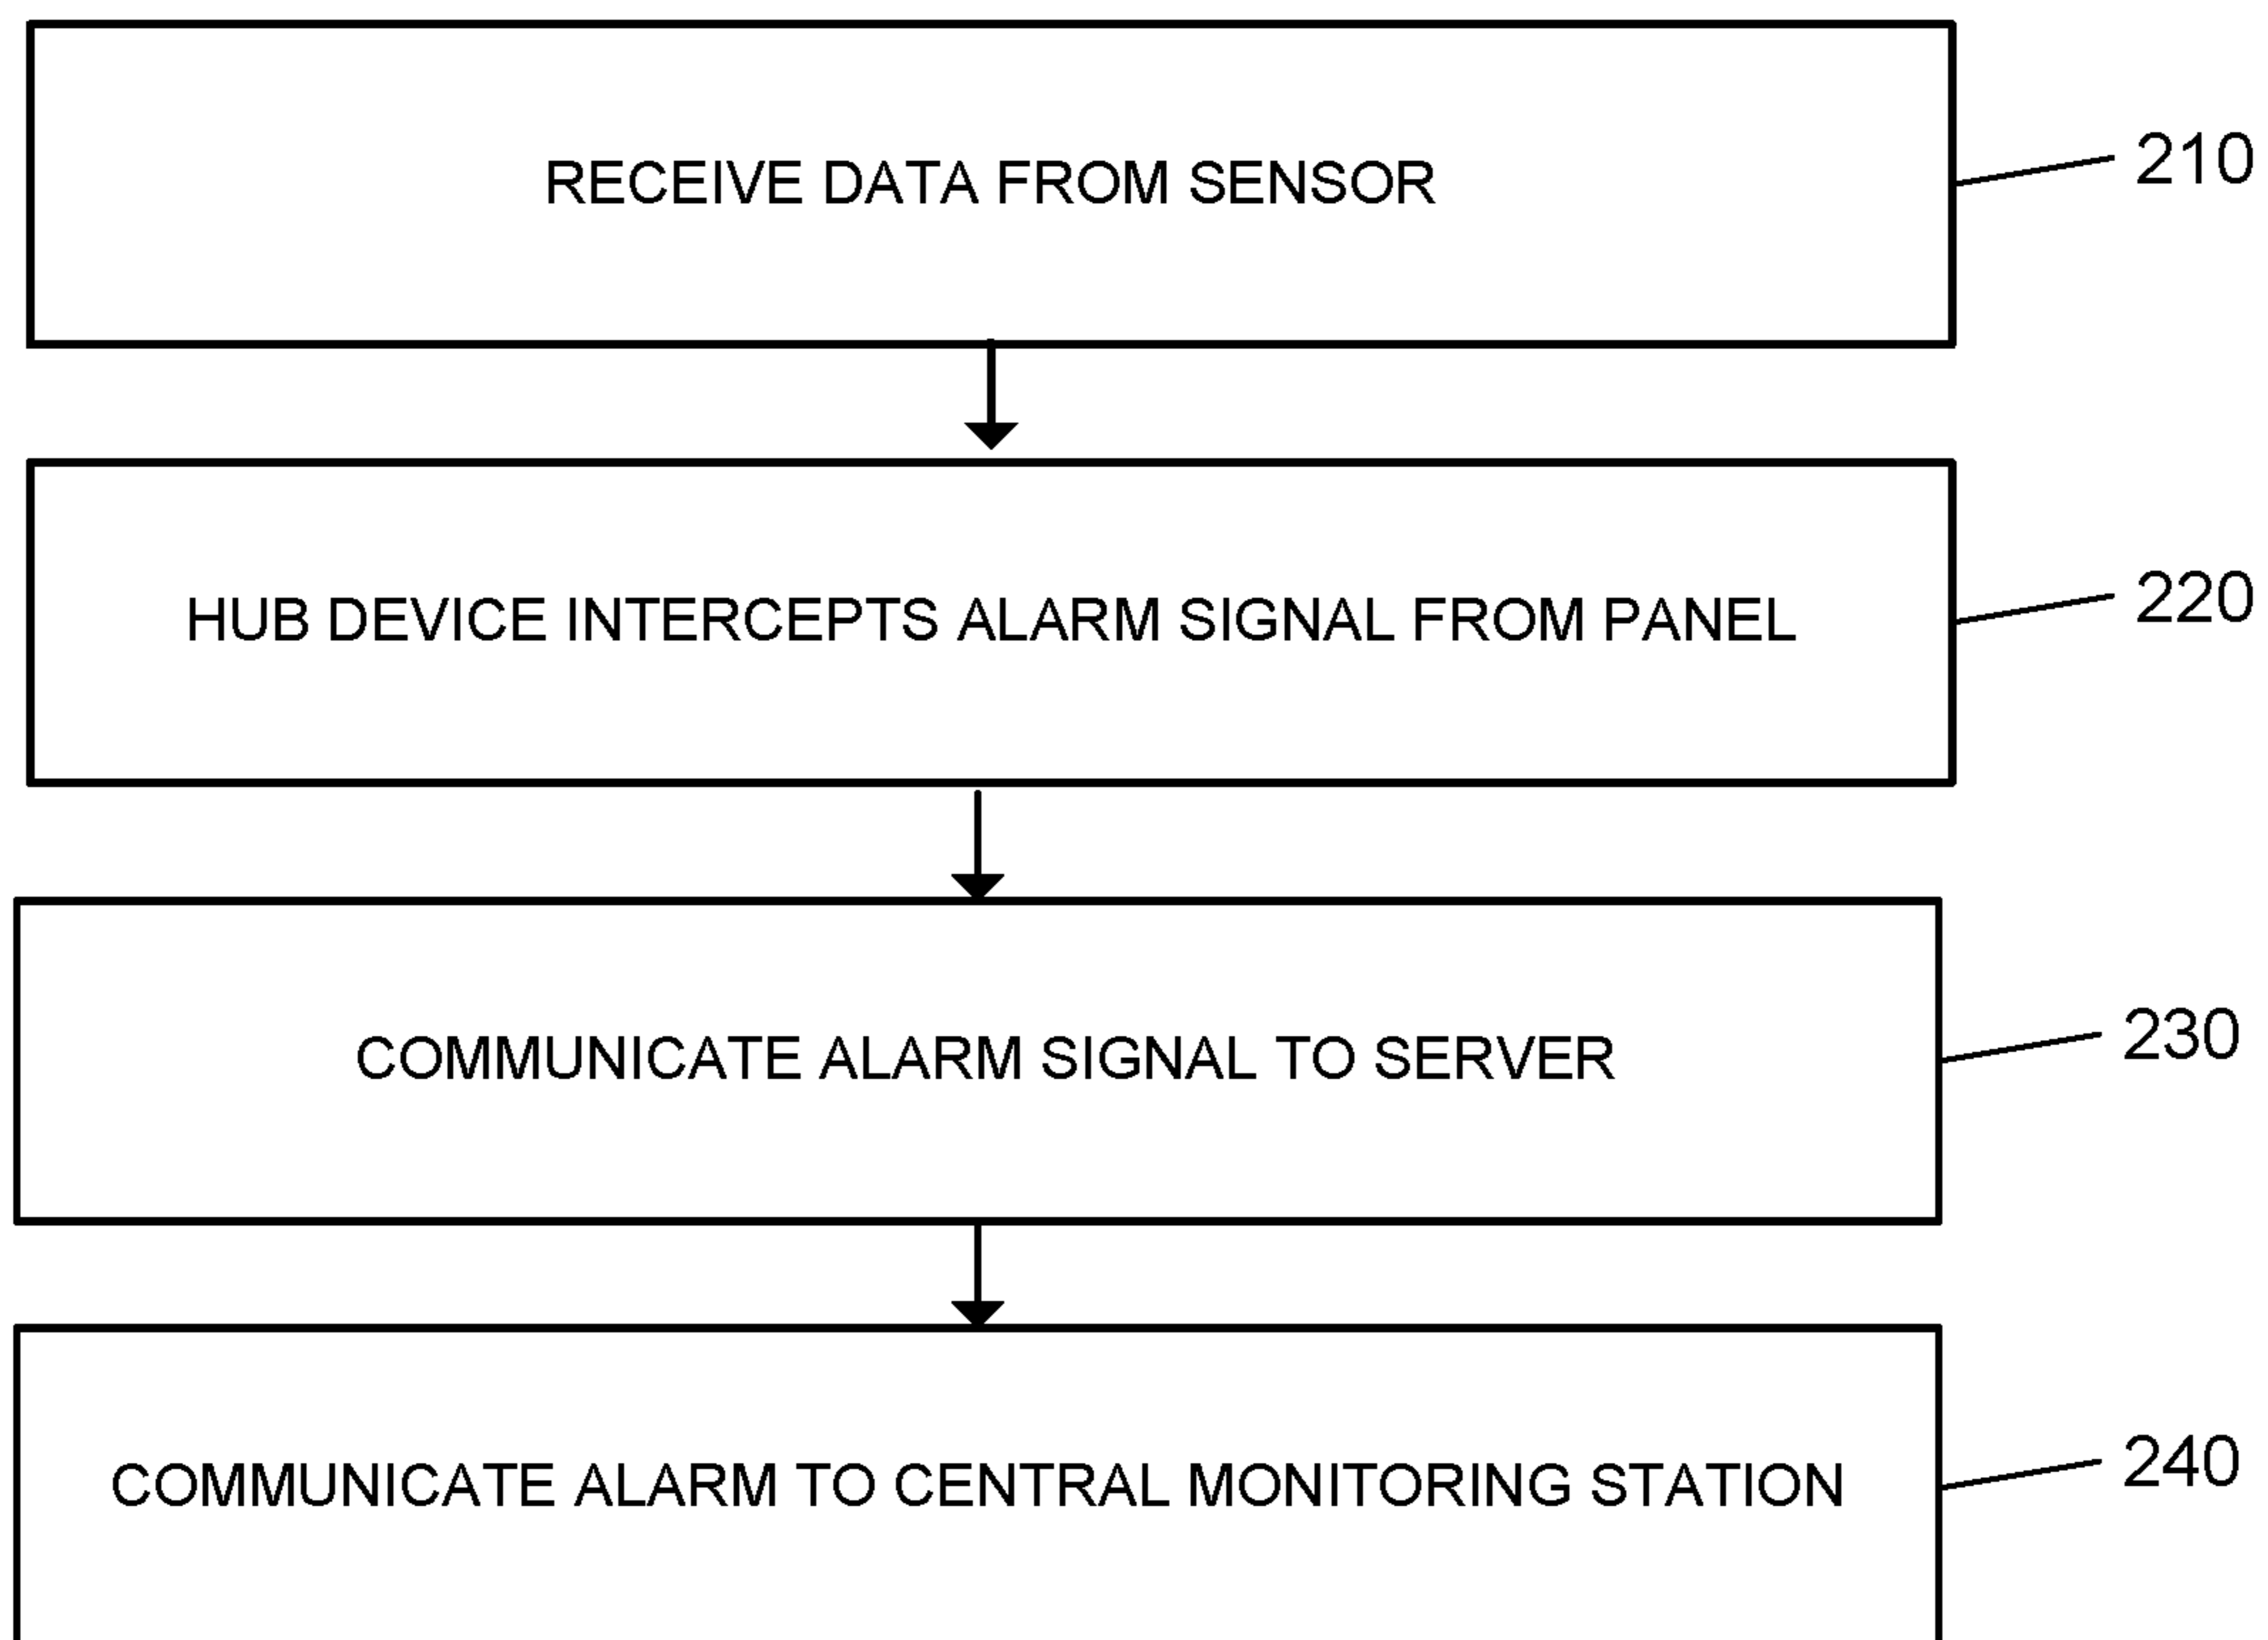 RECEIVE DATA FROM SENSOR
210
HUB DEVICE INTERCEPTS ALARM SIGNAL FROM PANEL
220
COMMUNICATE ALARM SIGNAL TO SERVER
230
COMMUNICATE ALARM TO CENTRAL MONITORING STATION
240